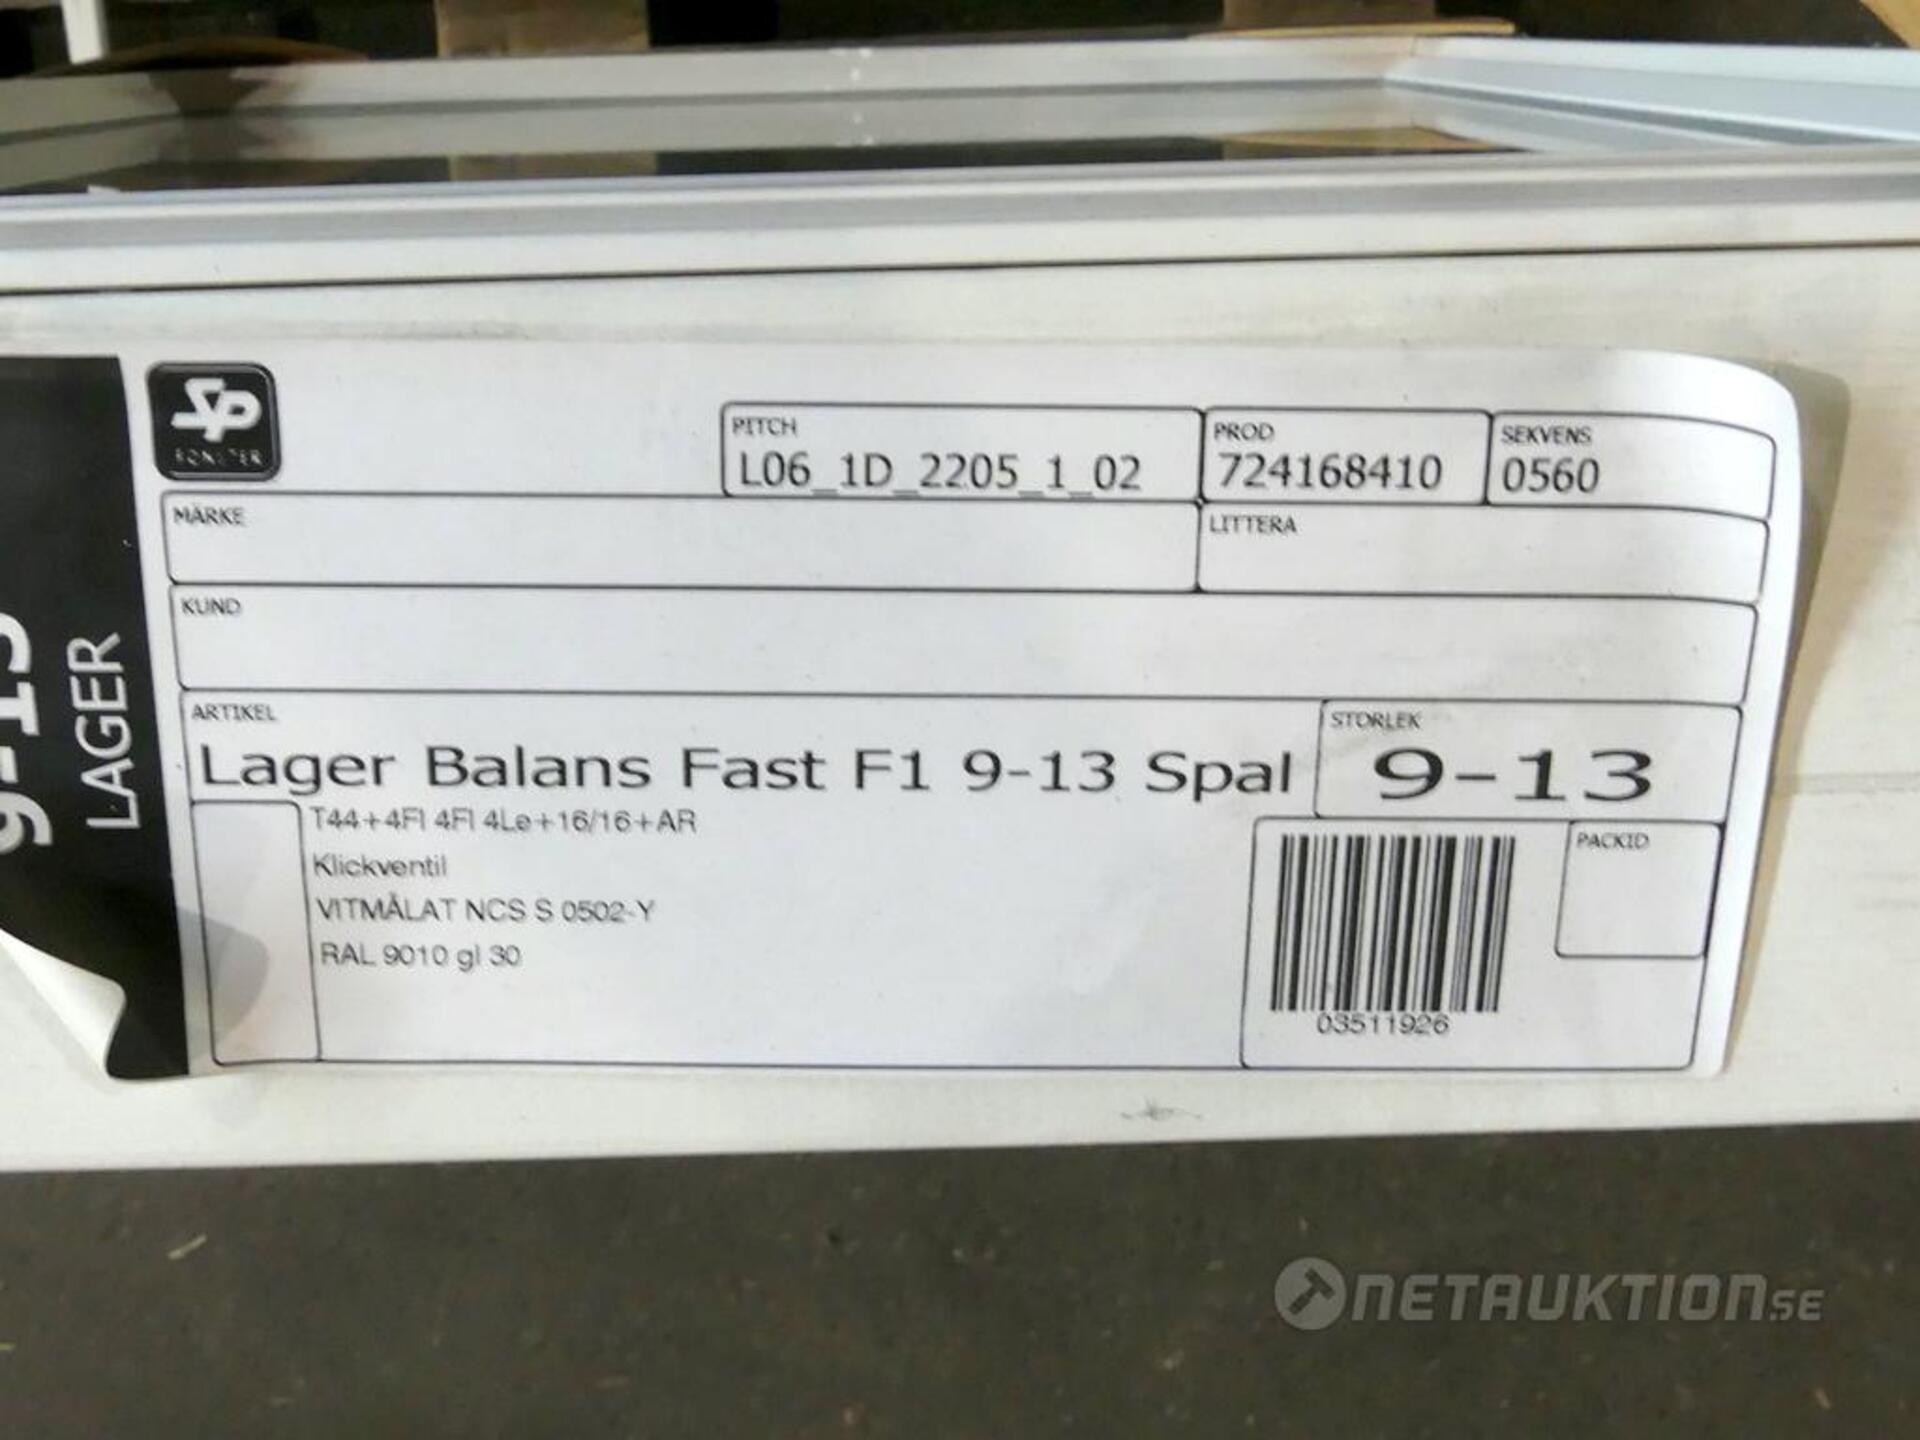 SP
FÖNSTER
PITCH
L06_1D_2205_1_02
PROD
724168410
SEKVENS
0560
MÄRKE
LITTERA
KUND
ARTIKEL
Lager Balans Fast F1 9-13 Spal
STORLEK
9-13
T44+4Fl 4Fl 4Le+16/16+AR
Klickventil
VITMÅLAT NCS S 0502-Y
RAL 9010 gl 30
03511926
PACKID
9-13
LAGER
NETAUKTION.SE